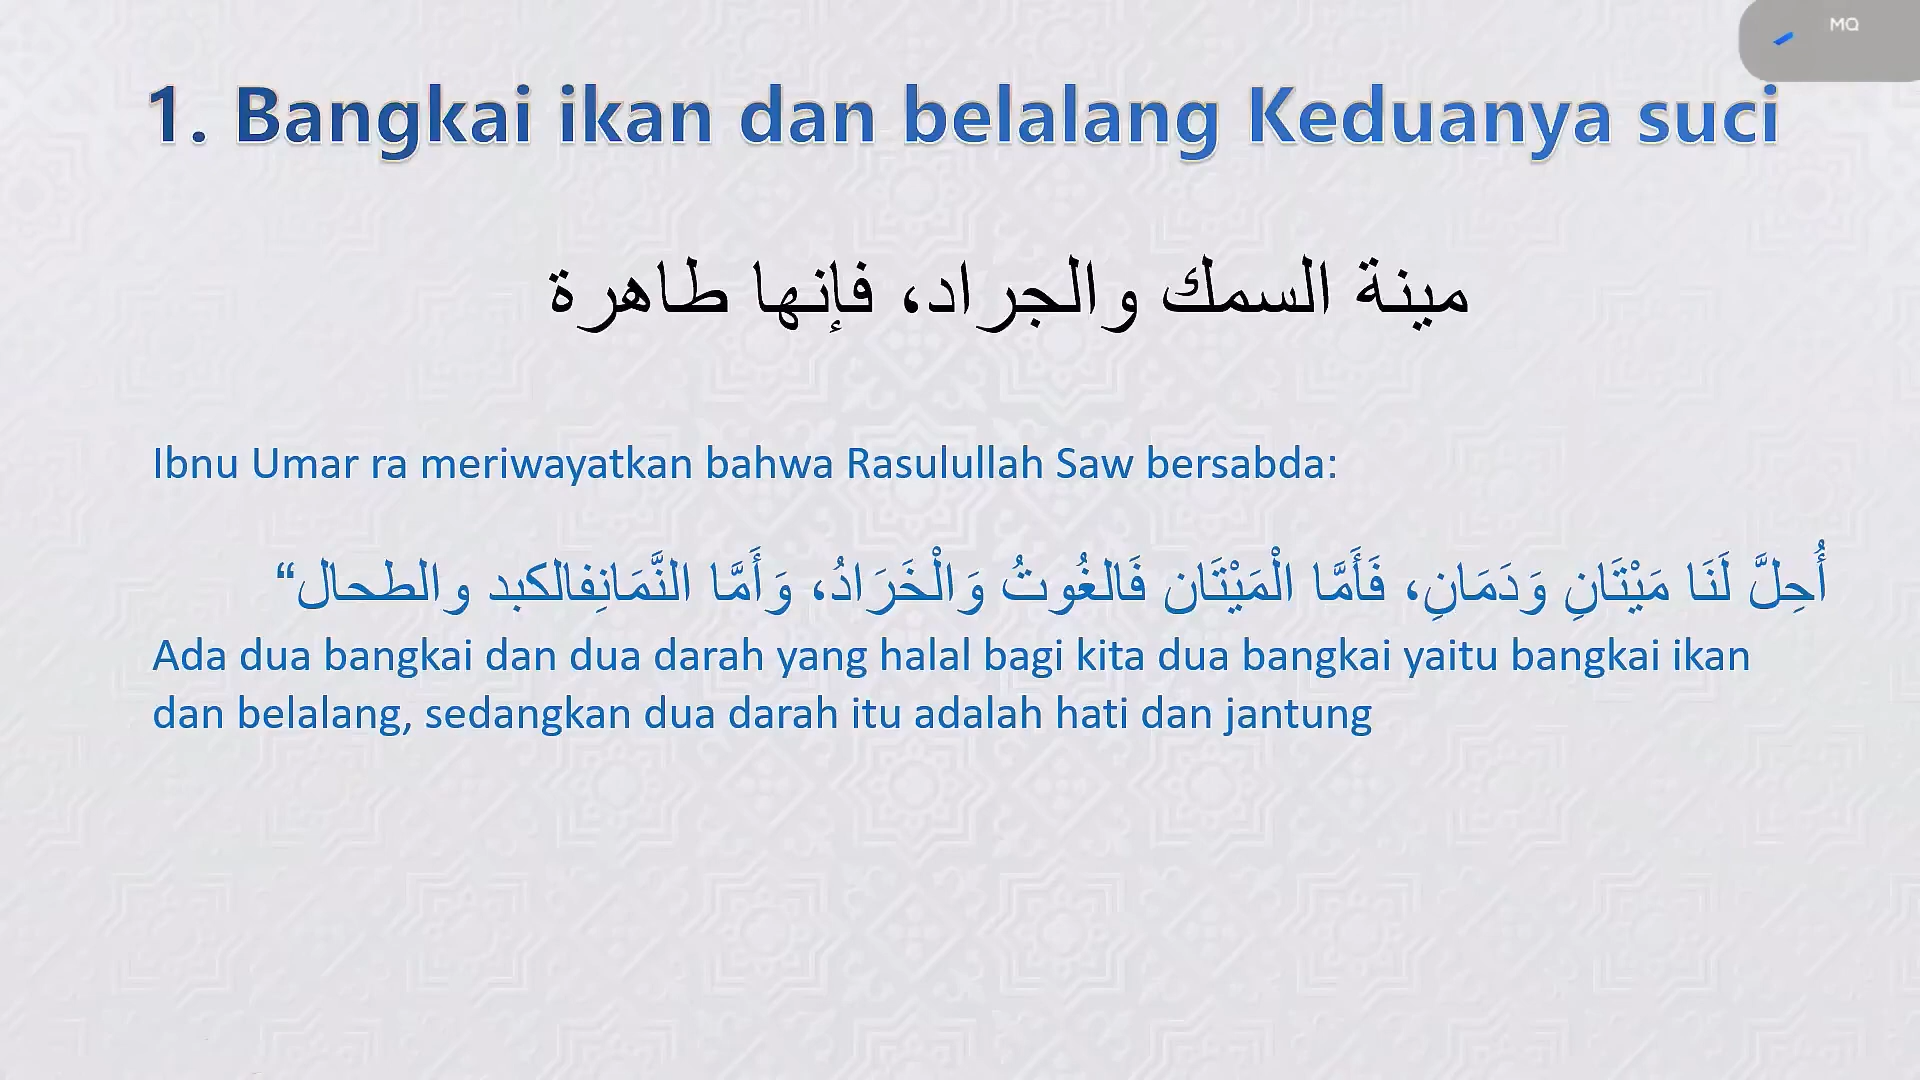 MQ
1. Bangkai ikan dan belalang Keduanya suci
مينة السمك والجراد، فإنها طاهرة
Ibnu Umar ra meriwayatkan bahwa Rasulullah Saw bersabda:
أُحِلَّ لَنَا مَيْتَانِ وَدَمَانِ، فَأَمَّا الْمَيْتَان فَالغُوتُ وَالْخَرَادُ، وَأَمَّا النَّمَانِفالكبد والطحال“
Ada dua bangkai dan dua darah yang halal bagi kita dua bangkai yaitu bangkai ikan
dan belalang, sedangkan dua darah itu adalah hati dan jantung